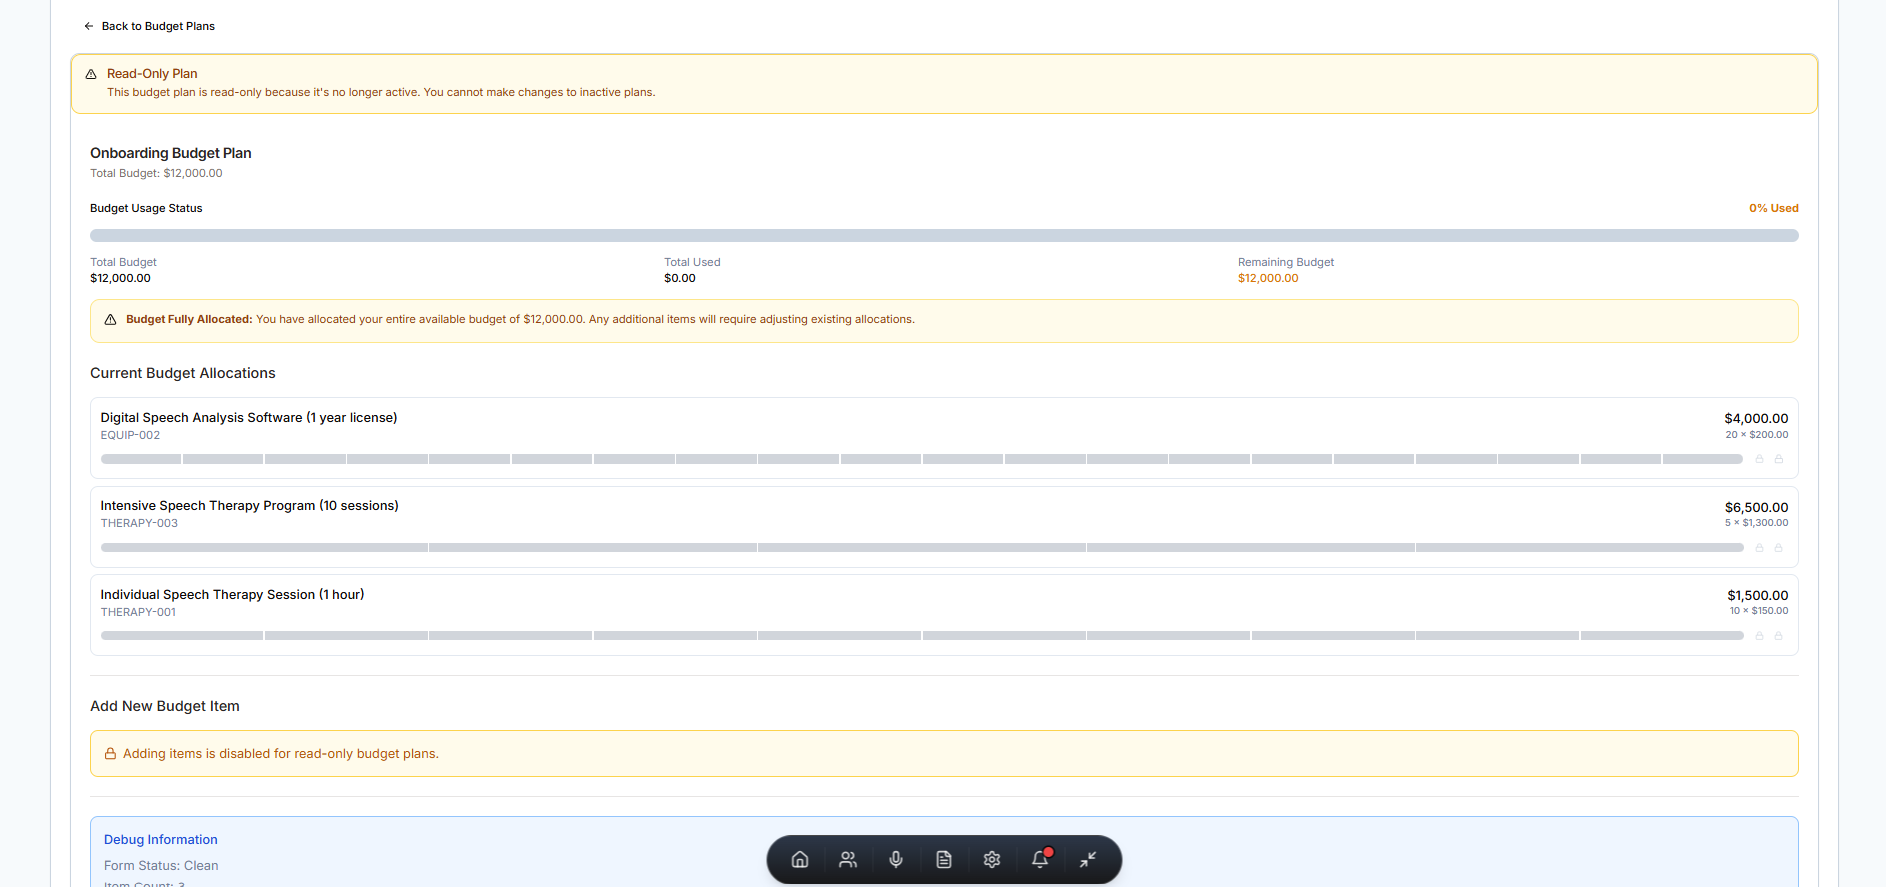 Back to Budget Plans
Read-Only Plan
This budget plan is read-only because it's no longer active. You cannot make changes to inactive plans.
Onboarding Budget Plan
Total Budget: $12,000.00
Budget Usage Status
0% Used
Total Budget
$12,000.00
Total Used
$0.00
Remaining Budget
$12,000.00
Budget Fully Allocated: You have allocated your entire available budget of $12,000.00. Any additional items will require adjusting existing allocations.
Current Budget Allocations
Digital Speech Analysis Software (1 year license)
$4,000.00
EQUIP-002
20 × $200.00
Intensive Speech Therapy Program (10 sessions)
$6,500.00
THERAPY-003
5 × $1,300.00
Individual Speech Therapy Session (1 hour)
$1,500.00
THERAPY-001
10 × $150.00
Add New Budget Item
Adding items is disabled for read-only budget plans.
Debug Information
Form Status: Clean
Item Count: 3